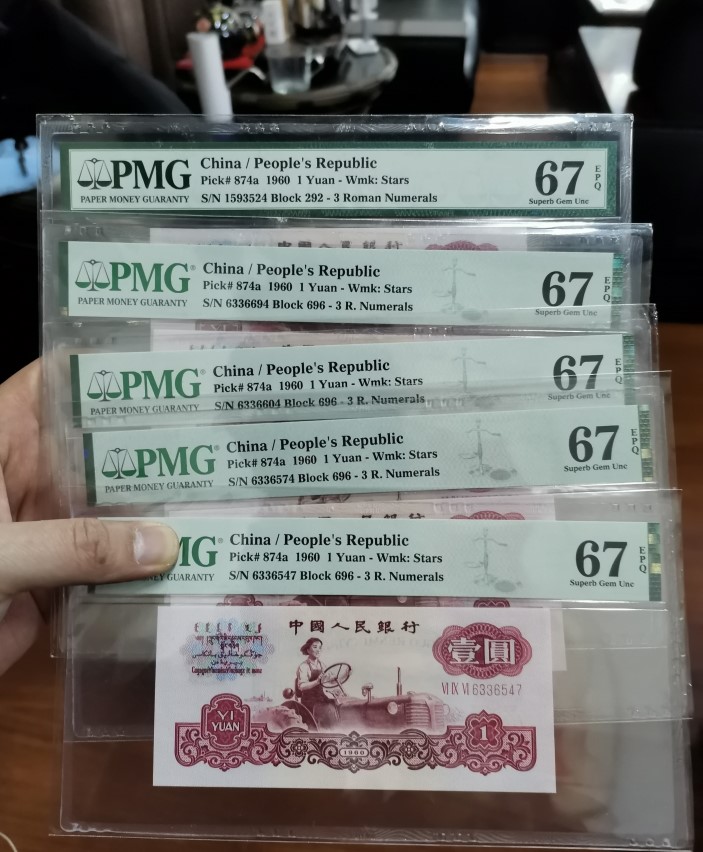 PMG
PAPER MONEY GUARANTY
China / People's Republic
Pick# 874a 1960 1 Yuan - Wmk: Stars
S/N 1593524 Block 292 - 3 Roman Numerals
67 EPQ
Superb Gem Unc
PMG
PAPER MONEY GUARANTY
China / People's Republic
Pick# 874a 1960 1 Yuan - Wmk: Stars
S/N 6336694 Block 696 - 3 R. Numerals
67 EPQ
Superb Gem Unc
PMG
PAPER MONEY GUARANTY
China / People's Republic
Pick# 874a 1960 1 Yuan - Wmk: Stars
S/N 6336604 Block 696 - 3 R. Numerals
67 EPQ
Superb Gem Unc
PMG
PAPER MONEY GUARANTY
China / People's Republic
Pick# 874a 1960 1 Yuan - Wmk: Stars
S/N 6336574 Block 696 - 3 R. Numerals
67 EPQ
Superb Gem Unc
MG
GUARANTY
China / People's Republic
Pick# 874a 1960 1 Yuan - Wmk: Stars
S/N 6336547 Block 696 - 3 R. Numerals
67 EPQ
Superb Gem Unc
中國人民銀行
壹圓
VI IX VI 6336547
YI
YUAN
1
1960